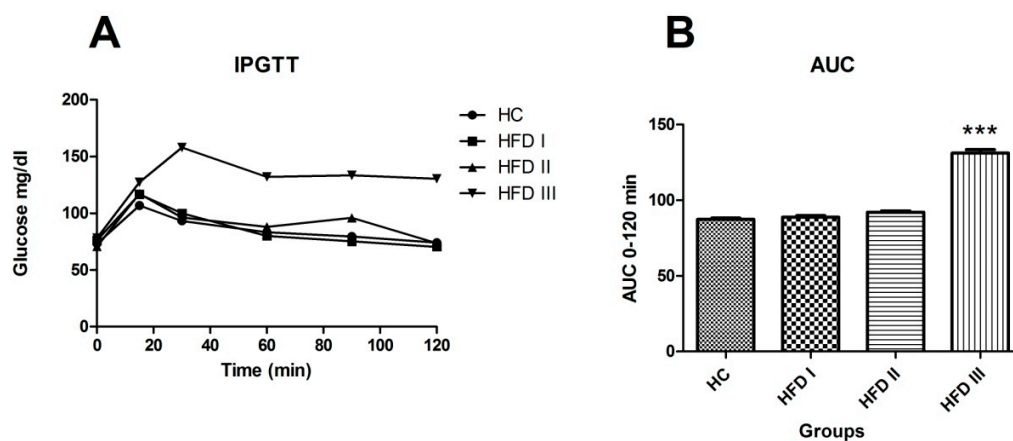 A
IPGTT
Glucose mg/dl
200
150
100
50
0
0 20 40 60 80 100 120
Time (min)
HC
HFD I
HFD II
HFD III
B
AUC
AUC 0-120 min
150
100
50
0
***
HC HFD I HFD II HFD III
Groups